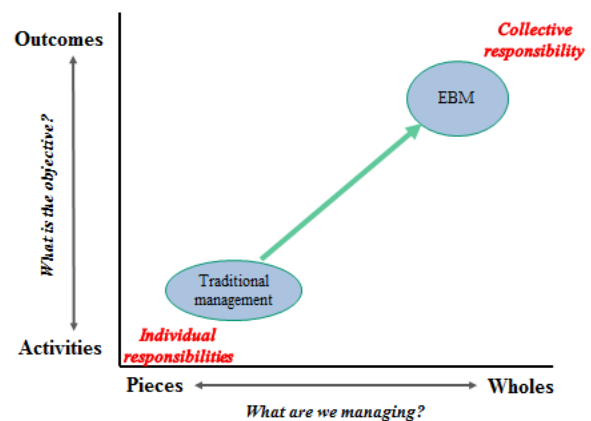 Outcomes
Collective
responsibility
EBM
What is the objective?
Traditional
management
Individual
responsibilities
Activities
Pieces
Wholes
What are we managing?